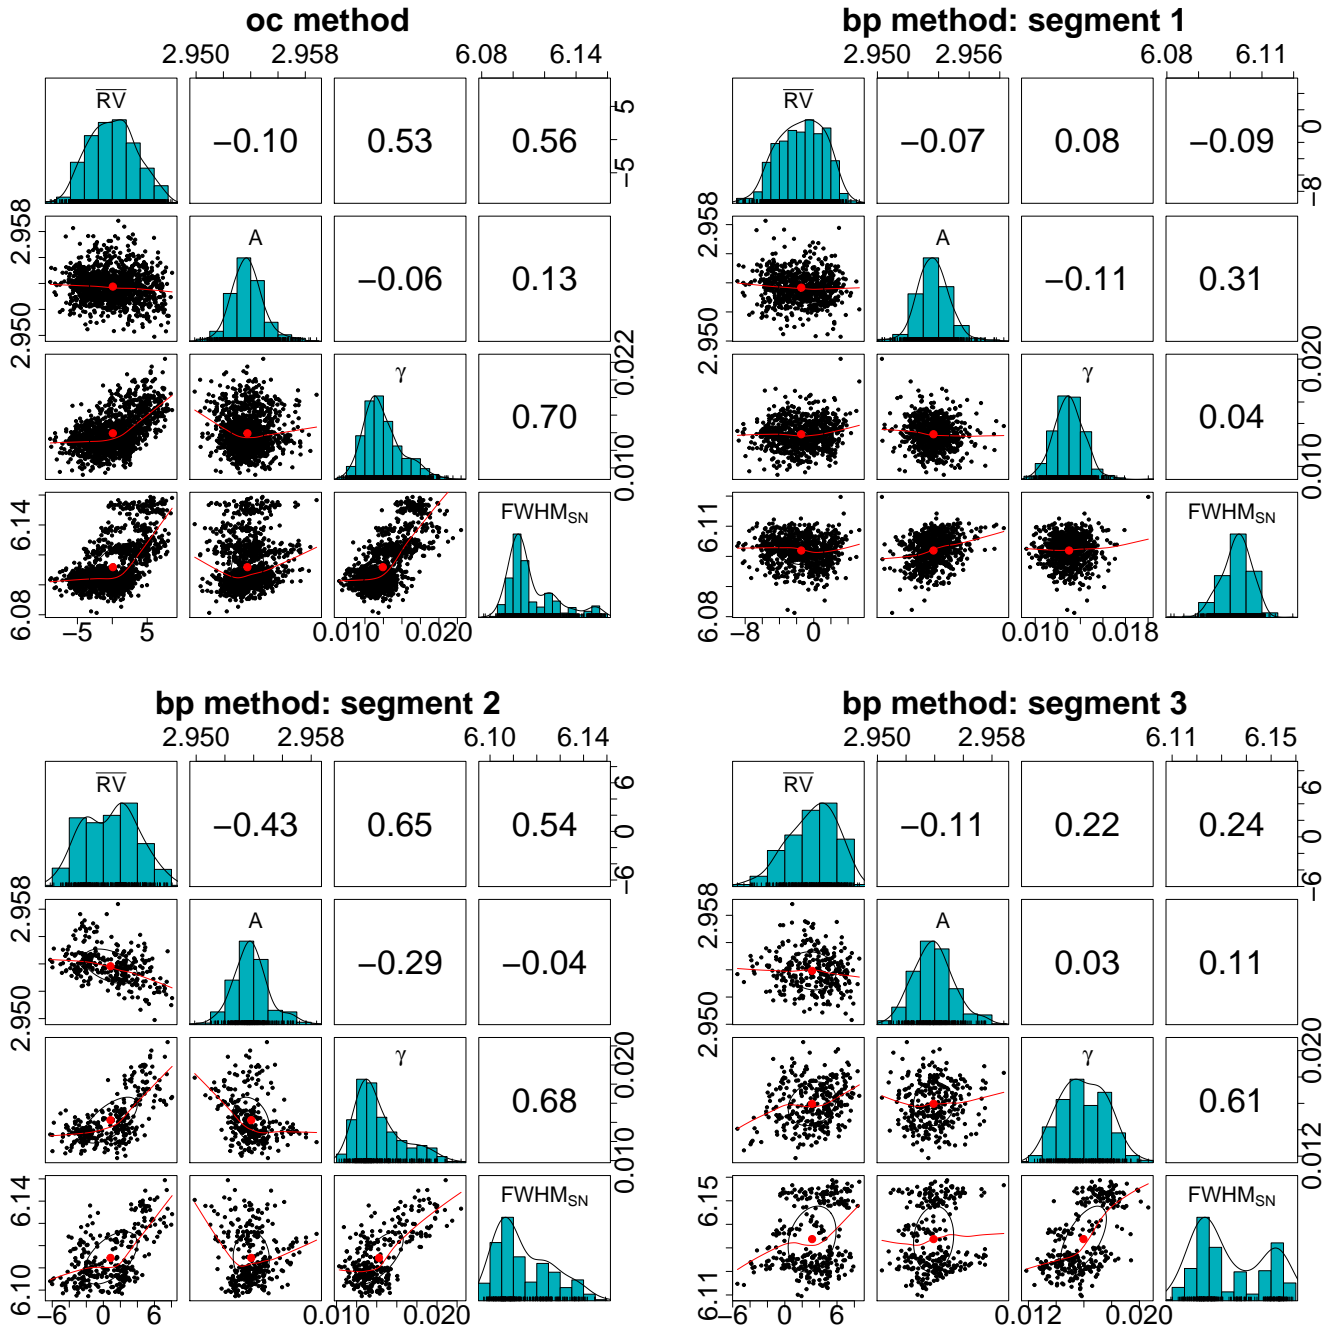 oc method
bp method: segment 1
2.950 2.958 6.08 6.14
2.950 2.956 6.08 6.11
RV −0.10 0.53 0.56 5 −5
RV −0.07 0.08 −0.09 0 −8
2.950 2.958 A −0.06 0.13
2.950 2.958 A −0.11 0.31
γ 0.70 0.010 0.022
γ 0.04 0.010 0.020
6.08 6.14 FWHM_SN
6.08 6.11 FWHM_SN
−5 5 0.010 0.020
−8 0 0.010 0.018
bp method: segment 2
bp method: segment 3
2.950 2.958 6.10 6.14
2.950 2.958 6.11 6.15
RV −0.43 0.65 0.54 6 0 −6
RV −0.11 0.22 0.24 6 0 −6
2.950 2.958 A −0.29 −0.04
2.950 2.958 A 0.03 0.11
γ 0.68 0.010 0.020
γ 0.61 0.012 0.020
6.10 6.14 FWHM_SN
6.11 6.15 FWHM_SN
−6 0 6 0.010 0.020
−6 0 6 0.012 0.020